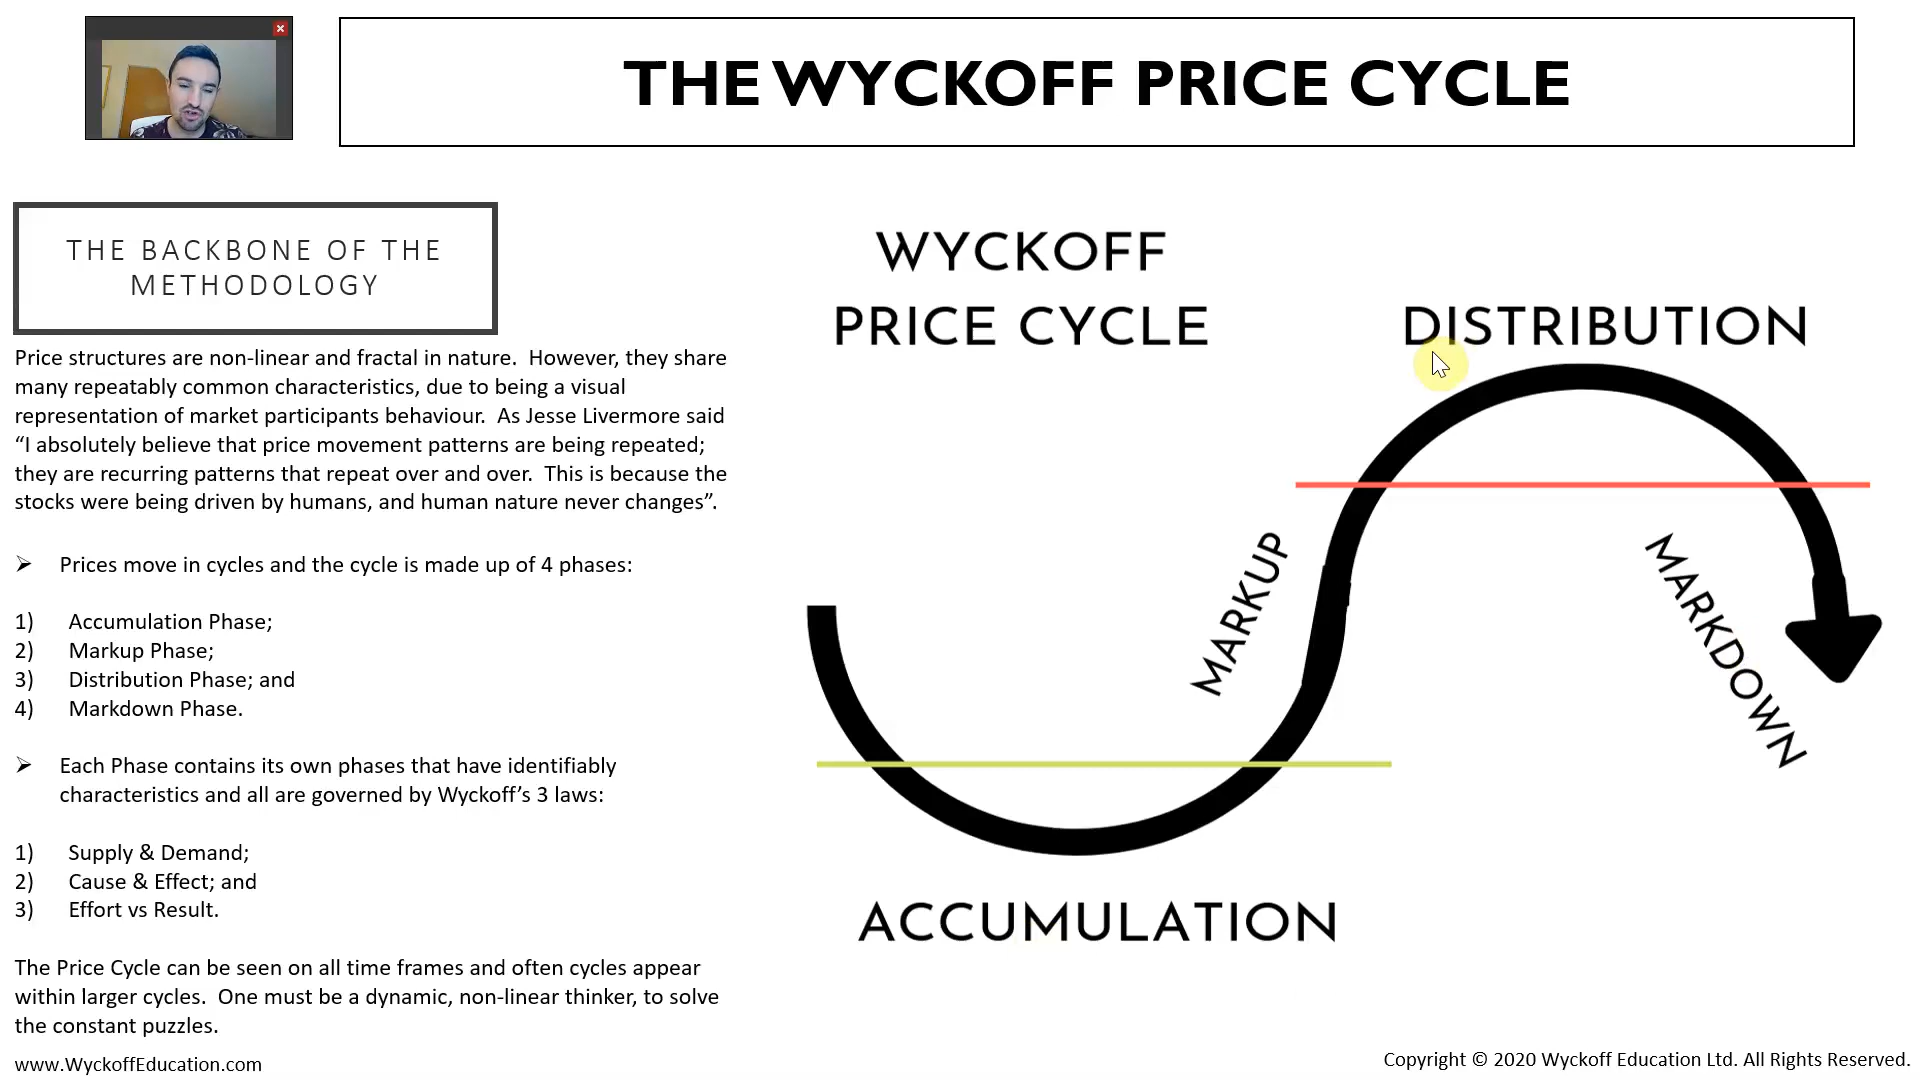 THE WYCKOFF PRICE CYCLE
THE BACKBONE OF THE
METHODOLOGY
Price structures are non-linear and fractal in nature.  However, they share
many repeatably common characteristics, due to being a visual
representation of market participants behaviour.  As Jesse Livermore said
“I absolutely believe that price movement patterns are being repeated;
they are recurring patterns that repeat over and over.  This is because the
stocks were being driven by humans, and human nature never changes”.
➢ Prices move in cycles and the cycle is made up of 4 phases:
1) Accumulation Phase;
2) Markup Phase;
3) Distribution Phase; and
4) Markdown Phase.
➢ Each Phase contains its own phases that have identifiably
characteristics and all are governed by Wyckoff’s 3 laws:
1) Supply & Demand;
2) Cause & Effect; and
3) Effort vs Result.
The Price Cycle can be seen on all time frames and often cycles appear
within larger cycles.  One must be a dynamic, non-linear thinker, to solve
the constant puzzles.
www.WyckoffEducation.com
WYCKOFF
PRICE CYCLE
DISTRIBUTION
MARKUP
MARKDOWN
ACCUMULATION
Copyright © 2020 Wyckoff Education Ltd. All Rights Reserved.